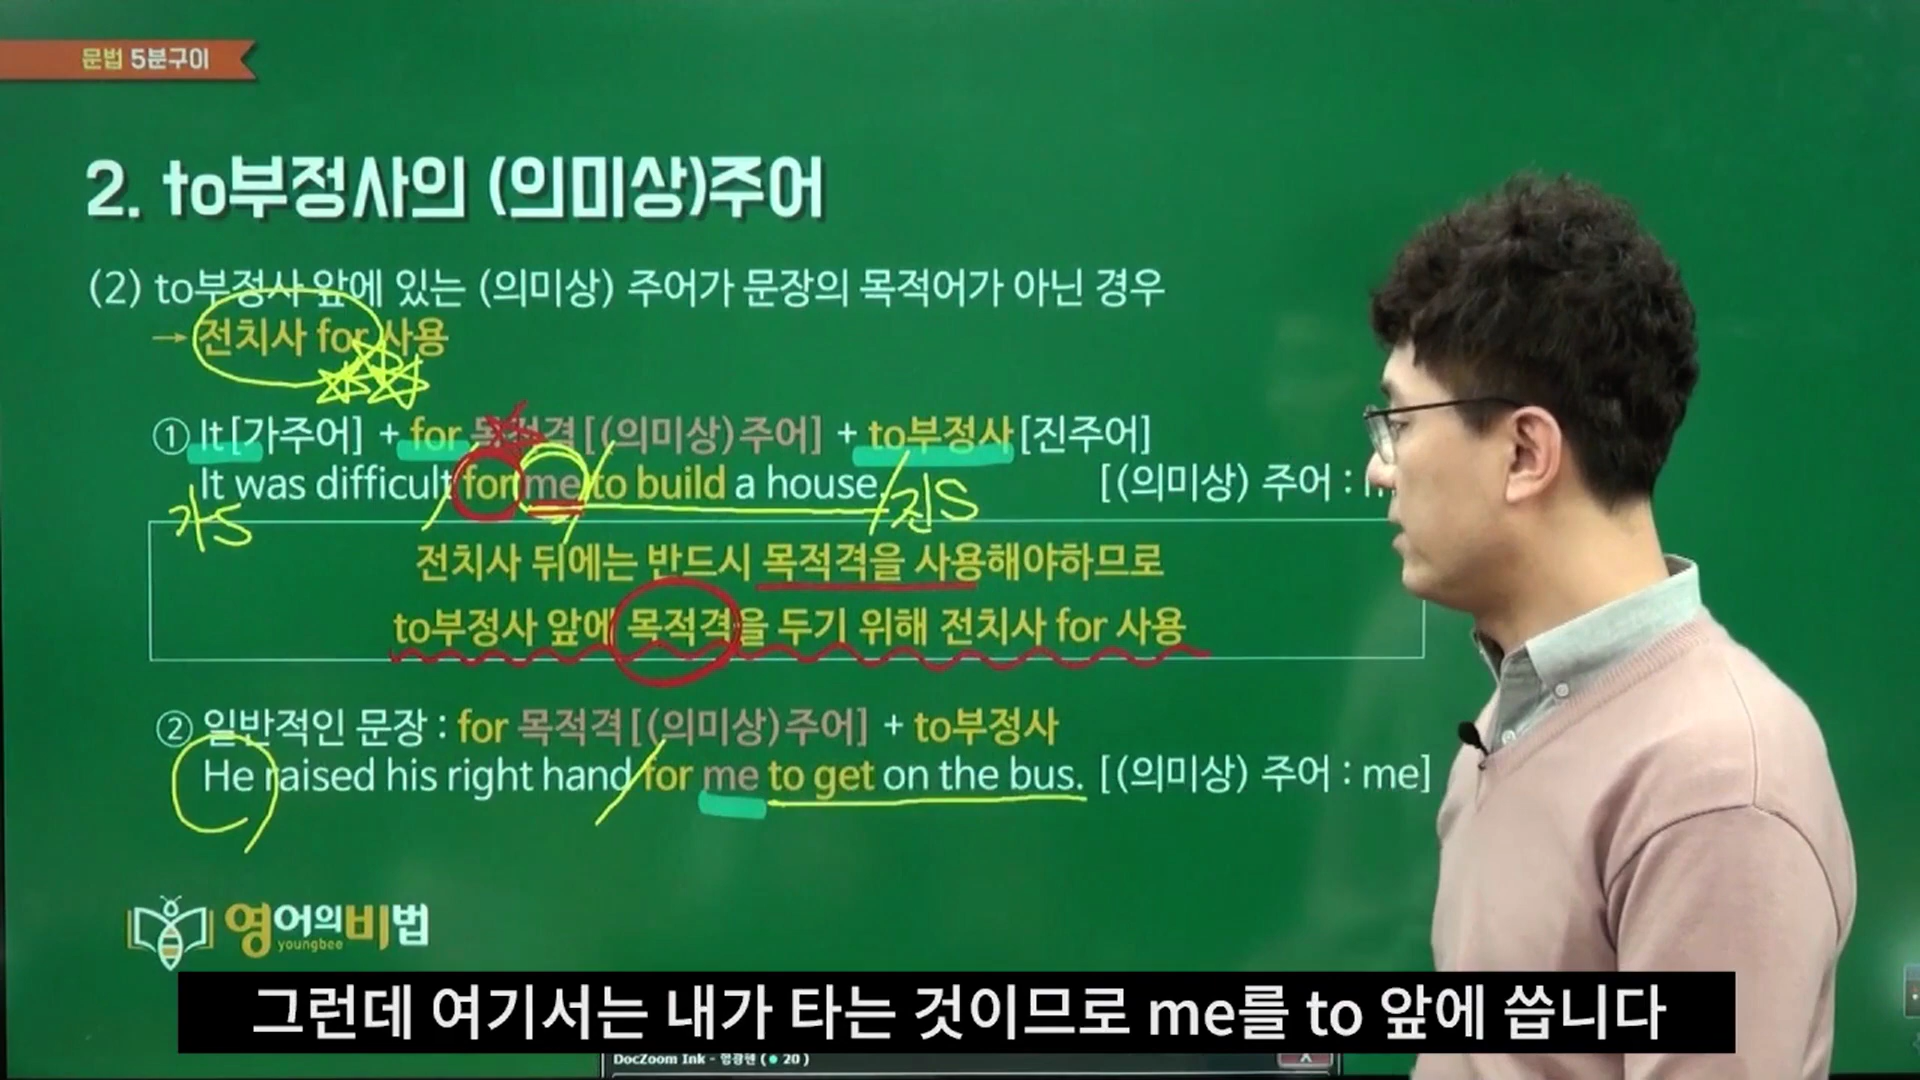 문법 5분구이
2. to부정사의 (의미상)주어
(2) to부정사 앞에 있는 (의미상) 주어가 문장의 목적어가 아닌 경우
→ 전치사 for 사용
① It[가주어] + for 목적격[(의미상)주어] + to부정사[진주어]
It was difficult for me to build a house. [(의미상) 주어 :
가S 진S
전치사 뒤에는 반드시 목적격을 사용해야하므로
to부정사 앞에 목적격을 두기 위해 전치사 for 사용
② 일반적인 문장 : for 목적격[(의미상)주어] + to부정사
He raised his right hand for me to get on the bus. [(의미상) 주어 : me]
영어의비법
youngbee
그런데 여기서는 내가 타는 것이므로 me를 to 앞에 씁니다
DocZoom Ink - 형광펜 ( 20 )